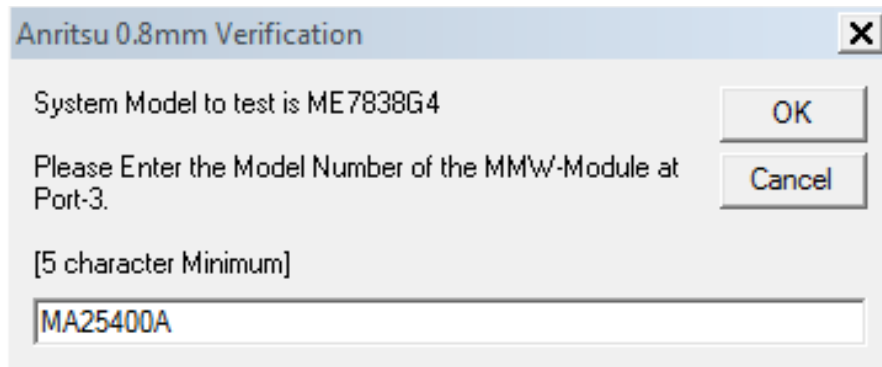 Anritsu 0.8mm Verification
System Model to test is ME7838G4
OK
Please Enter the Model Number of the MMW-Module at
Port-3.
Cancel
[5 character Minimum]
MA25400A